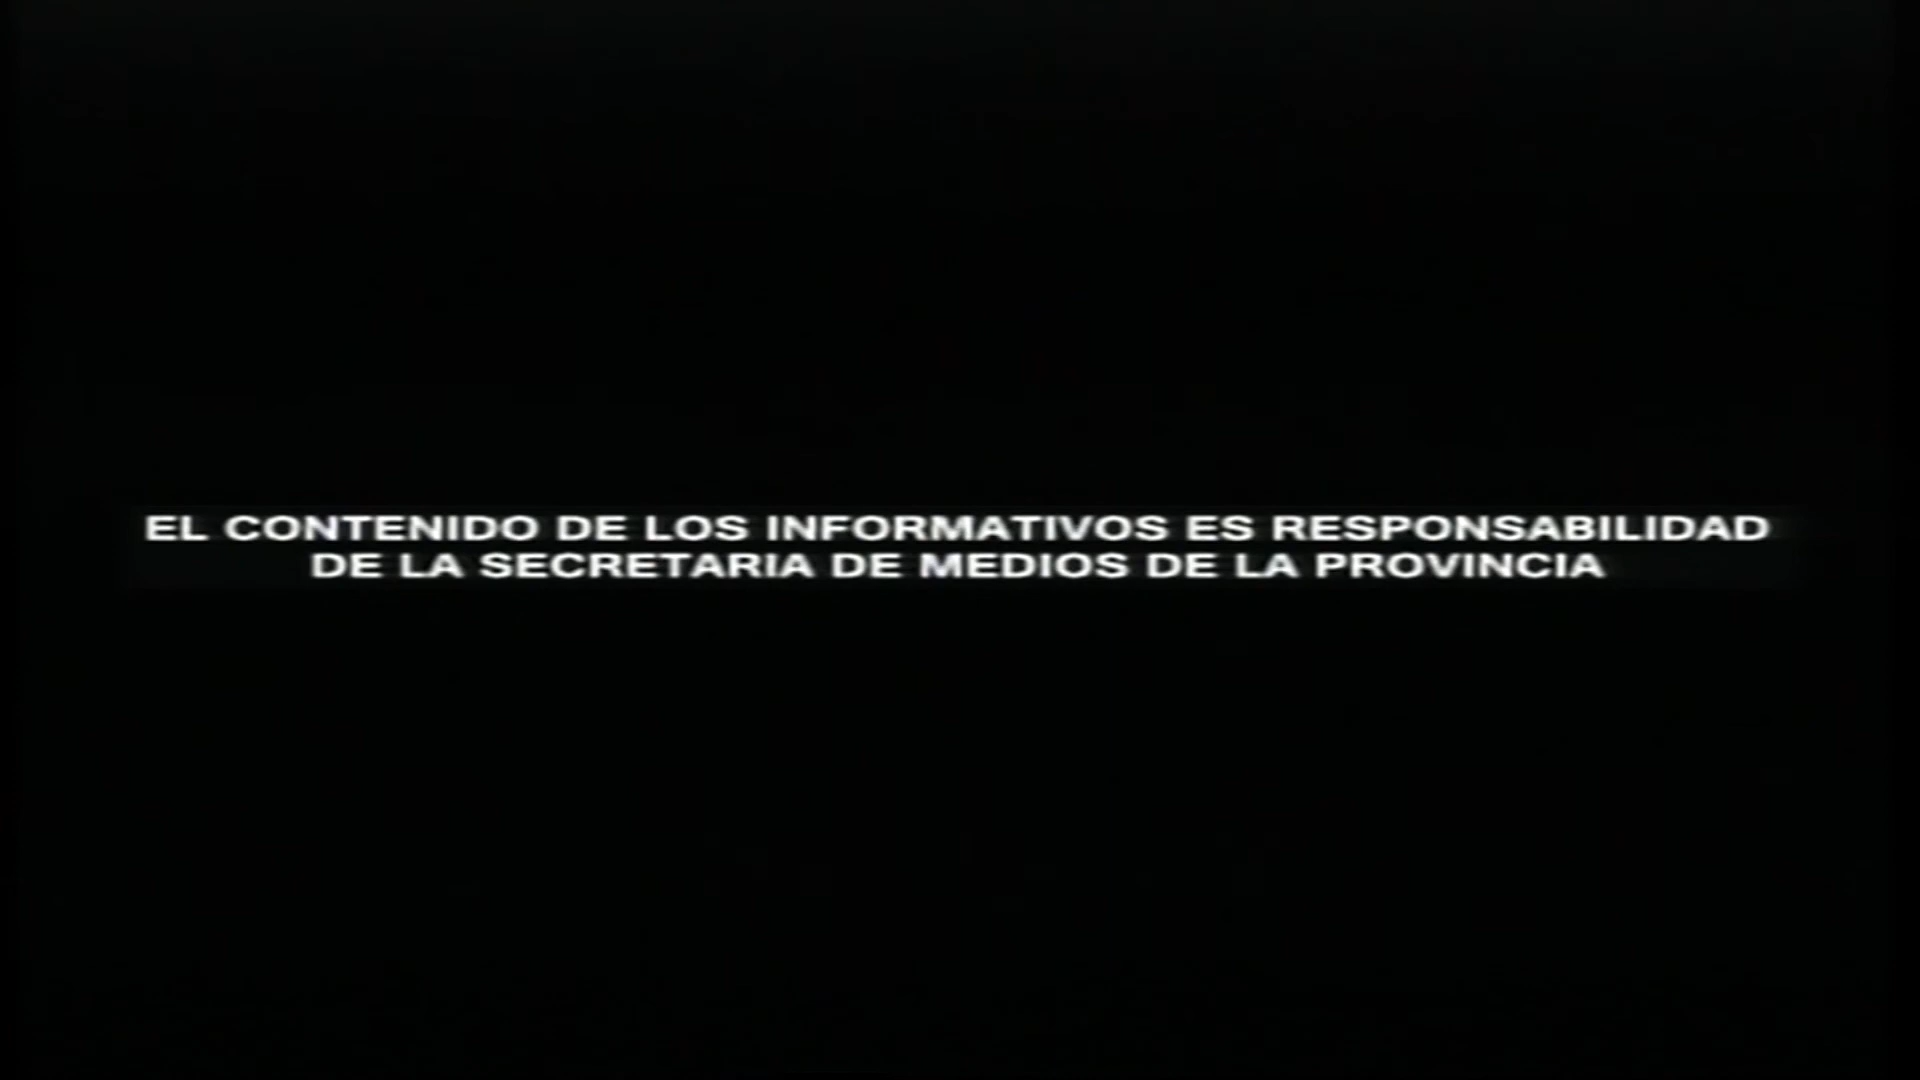 EL CONTENIDO DE LOS INFORMATIVOS ES RESPONSABILIDAD
DE LA SECRETARIA DE MEDIOS DE LA PROVINCIA